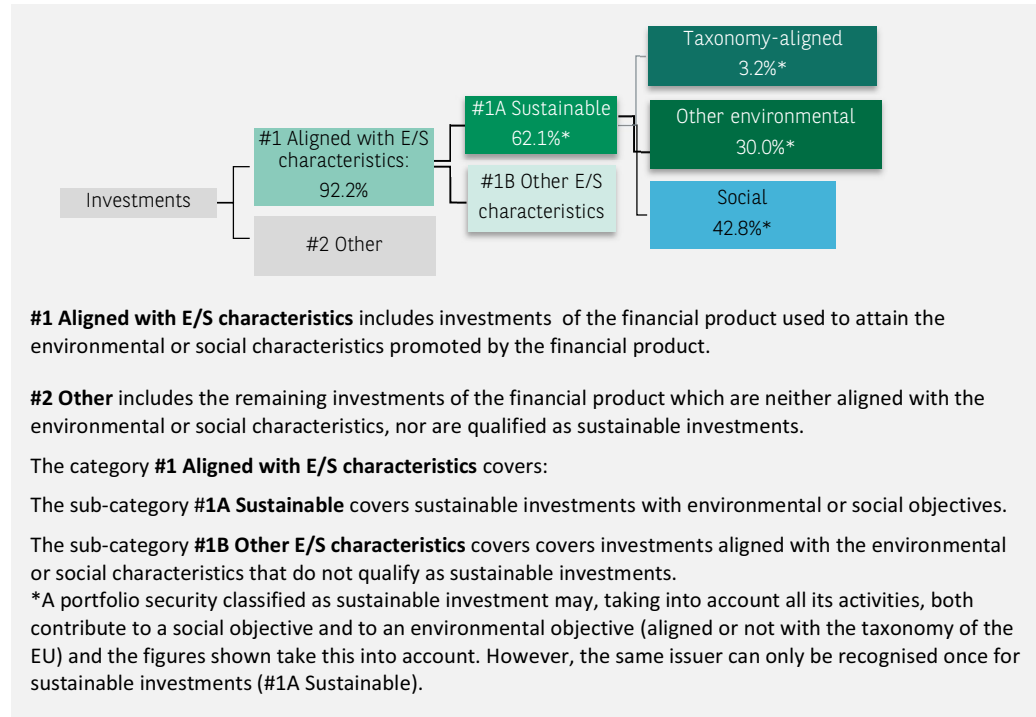 Taxonomy-aligned
3.2%*
#1A Sustainable
62.1%*
Other environmental
30.0%*
#1 Aligned with E/S
characteristics:
92.2%
#1B Other E/S
characteristics
Investments
Social
42.8%*
#2 Other
#1 Aligned with E/S characteristics includes investments of the financial product used to attain the
environmental or social characteristics promoted by the financial product.
#2 Other includes the remaining investments of the financial product which are neither aligned with the
environmental or social characteristics, nor are qualified as sustainable investments.
The category #1 Aligned with E/S characteristics covers:
The sub-category #1A Sustainable covers sustainable investments with environmental or social objectives.
The sub-category #1B Other E/S characteristics covers covers investments aligned with the environmental
or social characteristics that do not qualify as sustainable investments.
*A portfolio security classified as sustainable investment may, taking into account all its activities, both
contribute to a social objective and to an environmental objective (aligned or not with the taxonomy of the
EU) and the figures shown take this into account. However, the same issuer can only be recognised once for
sustainable investments (#1A Sustainable).